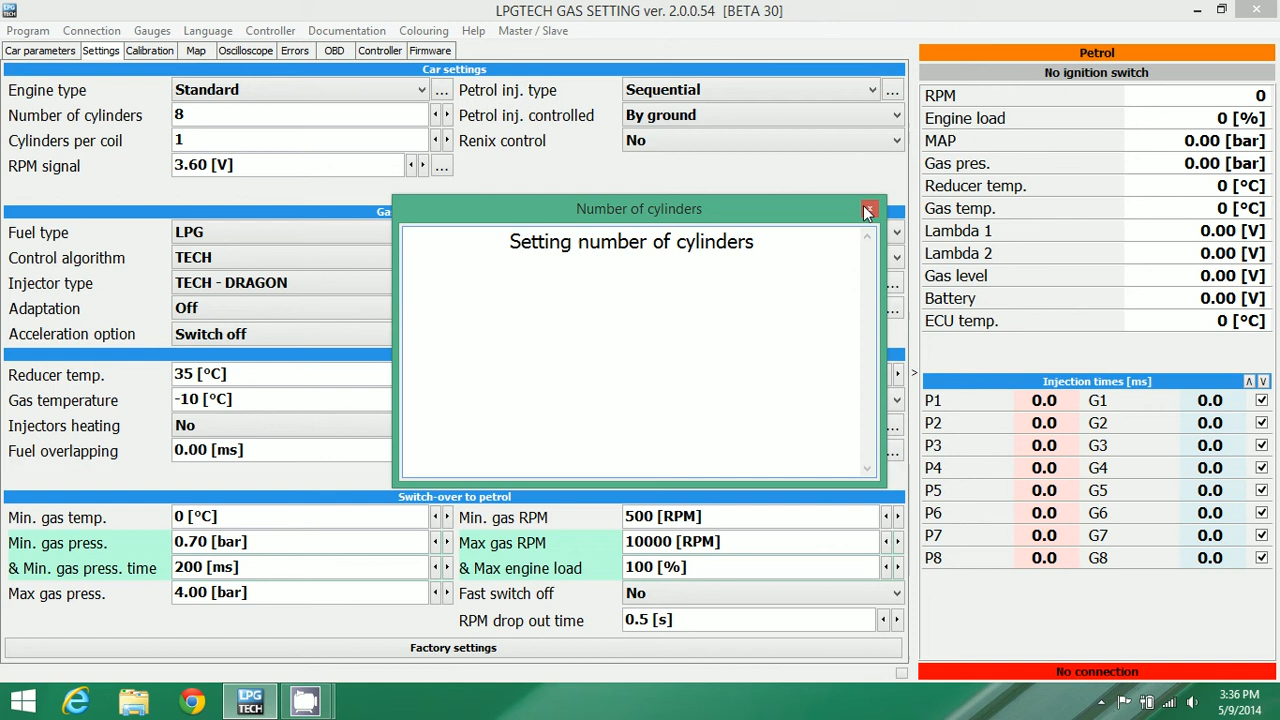 LPGTECH GAS SETTING ver. 2.0.0.54 [BETA 30]
Program Connection Gauges Language Controller Documentation Colouring Help Master / Slave
Car parameters Settings Calibration Map Oscilloscope Errors OBD Controller Firmware
Car settings
Engine type Standard ... Petrol inj. type Sequential ...
Number of cylinders 8 Petrol inj. controlled By ground
Cylinders per coil 1 Renix control No
RPM signal 3.60 [V] ...
Ga
Fuel type LPG
Control algorithm TECH
Injector type TECH - DRAGON
Adaptation Off
Acceleration option Switch off
Reducer temp. 35 [°C]
Gas temperature -10 [°C]
Injectors heating No
Fuel overlapping 0.00 [ms]
Number of cylinders
Setting number of cylinders
Switch-over to petrol
Min. gas temp. 0 [°C] Min. gas RPM 500 [RPM]
Min. gas press. 0.70 [bar] Max gas RPM 10000 [RPM]
& Min. gas press. time 200 [ms] & Max engine load 100 [%]
Max gas press. 4.00 [bar] Fast switch off No
RPM drop out time 0.5 [s]
Factory settings
Petrol
No ignition switch
RPM 0
Engine load 0 [%]
MAP 0.00 [bar]
Gas pres. 0.00 [bar]
Reducer temp. 0 [°C]
Gas temp. 0 [°C]
Lambda 1 0.00 [V]
Lambda 2 0.00 [V]
Gas level 0.00 [V]
Battery 0.00 [V]
ECU temp. 0 [°C]
>
Injection times [ms]
P1 0.0 G1 0.0
P2 0.0 G2 0.0
P3 0.0 G3 0.0
P4 0.0 G4 0.0
P5 0.0 G5 0.0
P6 0.0 G6 0.0
P7 0.0 G7 0.0
P8 0.0 G8 0.0
No connection
LPG
TECH
3:36 PM
5/9/2014